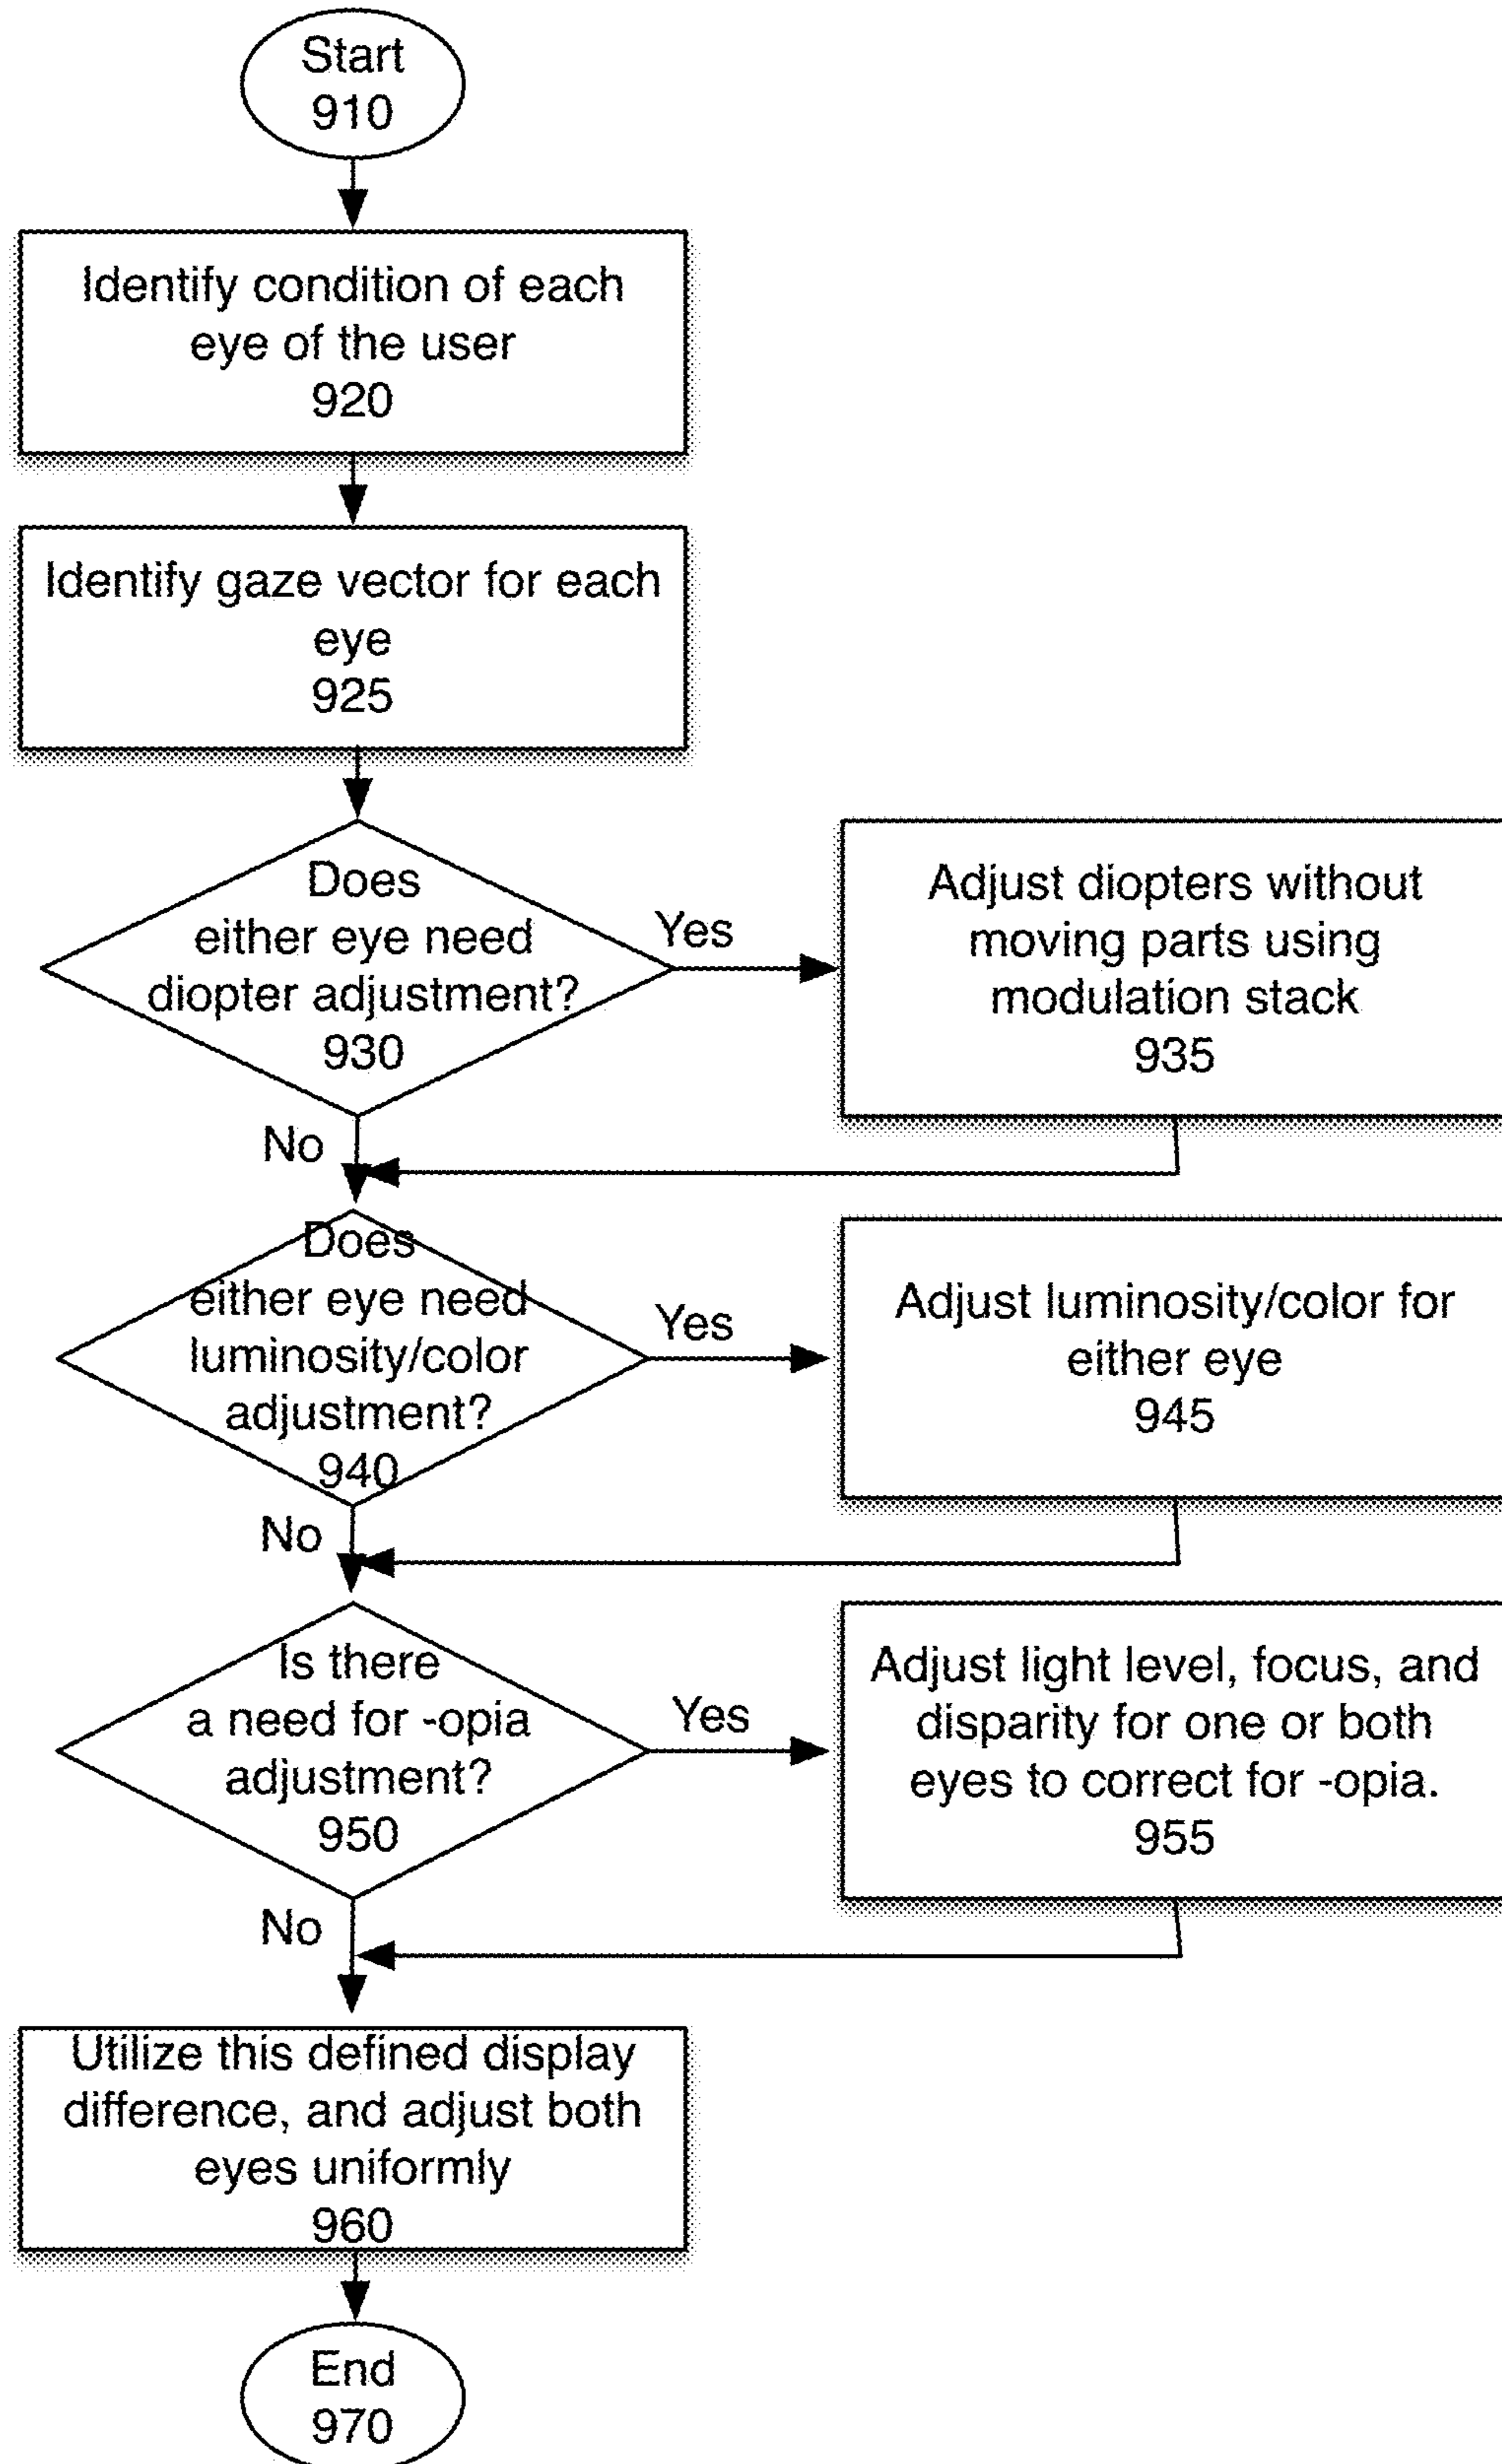 Start
910
Identify condition of each
eye of the user
920
Identify gaze vector for each
eye
925
Does
either eye need
diopter adjustment?
930
Yes
Adjust diopters without
moving parts using
modulation stack
935
No
Does
either eye need
luminosity/color
adjustment?
940
Yes
Adjust luminosity/color for
either eye
945
No
Is there
a need for -opia
adjustment?
950
Yes
Adjust light level, focus, and
disparity for one or both
eyes to correct for -opia.
955
No
Utilize this defined display
difference, and adjust both
eyes uniformly
960
End
970